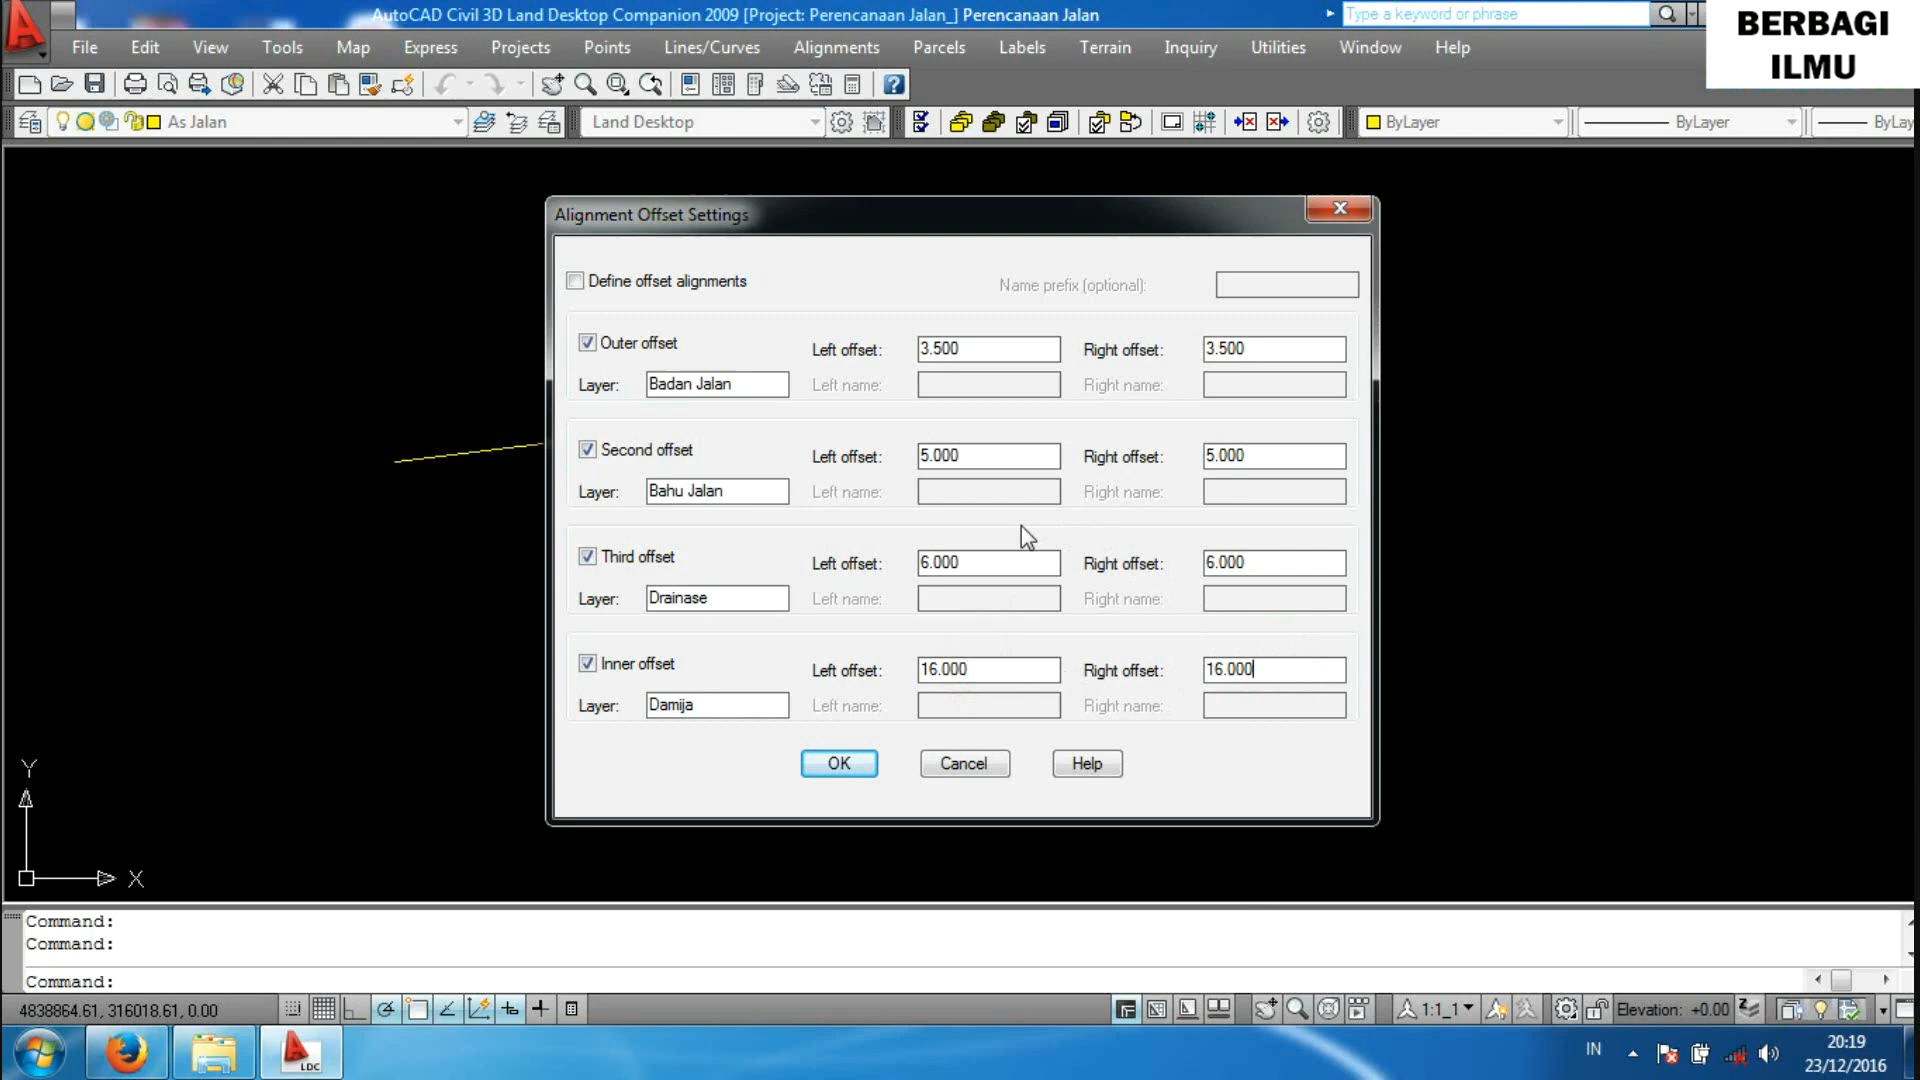 AutoCAD Civil 3D Land Desktop Companion 2009 [Project: Perencanaan Jalan_] Perencanaan Jalan
Type a keyword or phrase
BERBAGI
ILMU
File Edit View Tools Map Express Projects Points Lines/Curves Alignments Parcels Labels Terrain Inquiry Utilities Window Help
As Jalan Land Desktop ByLayer ByLayer ByLay
Alignment Offset Settings
Define offset alignments Name prefix (optional):
Outer offset Left offset: 3.500 Right offset: 3.500
Layer: Badan Jalan Left name: Right name:
Second offset Left offset: 5.000 Right offset: 5.000
Layer: Bahu Jalan Left name: Right name:
Third offset Left offset: 6.000 Right offset: 6.000
Layer: Drainase Left name: Right name:
Inner offset Left offset: 16.000 Right offset: 16.000
Layer: Damija Left name: Right name:
OK Cancel Help
Y
X
Command:
Command:
Command:
4838864.61, 316018.61, 0.00 1:1_1 Elevation: +0.00
LDC
IN
20:19
23/12/2016